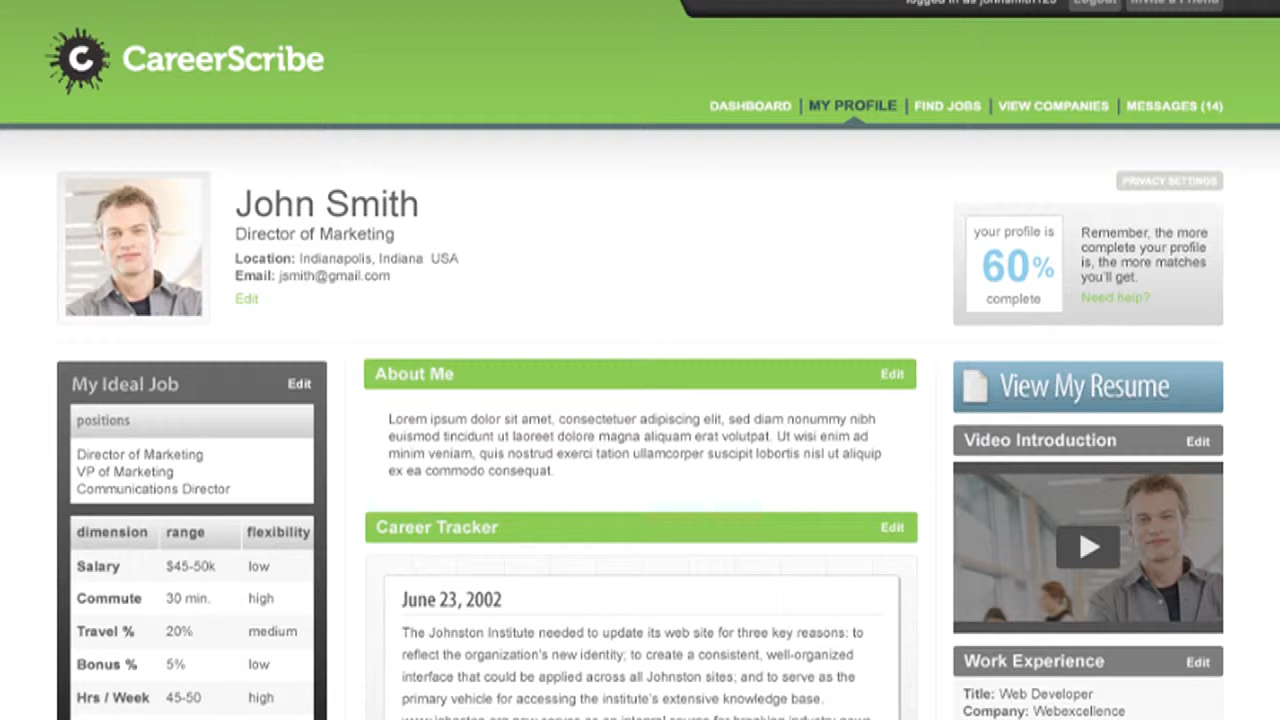 logged in as johnsmith123 Logout Invite a Friend
CareerScribe
DASHBOARD | MY PROFILE | FIND JOBS | VIEW COMPANIES | MESSAGES (14)
PRIVACY SETTINGS
John Smith
Director of Marketing
Location: Indianapolis, Indiana USA
Email: jsmith@gmail.com
Edit
your profile is
60%
complete
Remember, the more
complete your profile
is, the more matches
you'll get.
Need help?
My Ideal Job Edit
positions
Director of Marketing
VP of Marketing
Communications Director
dimension range flexibility
Salary $45-50k low
Commute 30 min. high
Travel % 20% medium
Bonus % 5% low
Hrs / Week 45-50 high
About Me Edit
Lorem ipsum dolor sit amet, consectetuer adipiscing elit, sed diam nonummy nibh
euismod tincidunt ut laoreet dolore magna aliquam erat volutpat. Ut wisi enim ad
minim veniam, quis nostrud exerci tation ullamcorper suscipit lobortis nisl ut aliquip
ex ea commodo consequat.
Career Tracker Edit
June 23, 2002
The Johnston Institute needed to update its web site for three key reasons: to
reflect the organization's new identity; to create a consistent, well-organized
interface that could be applied across all Johnston sites; and to serve as the
primary vehicle for accessing the institute's extensive knowledge base.
View My Resume
Video Introduction Edit
Work Experience Edit
Title: Web Developer
Company: Webexcellence